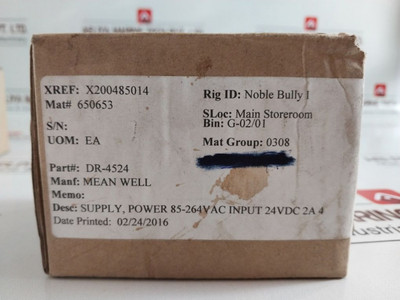 XREF: X200485014
Mat# 650653
S/N:
UOM: EA
Rig ID: Noble Bully I
SLoc: Main Storeroom
Bin: G-02/01
Mat Group: 0308
Part#: DR-4524
Manf: MEAN WELL
Memo:
Desc: SUPPLY, POWER 85-264VAC INPUT 24VDC 2A 4
Date Printed: 02/24/2016